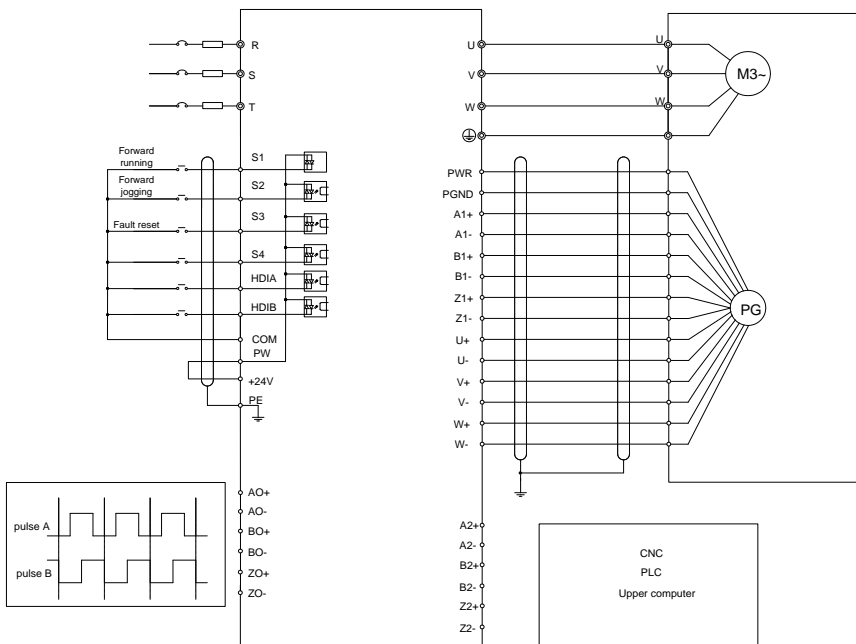 R
S
T
U
V
W
U
V
W
M3~
Forward
running
Forward
jogging
Fault reset
S1
S2
S3
S4
HDIA
HDIB
COM
PW
+24V
PE
PWR
PGND
A1+
A1-
B1+
B1-
Z1+
Z1-
U+
U-
V+
V-
W+
W-
PG
pulse A
pulse B
AO+
AO-
BO+
BO-
ZO+
ZO-
A2+
A2-
B2+
B2-
Z2+
Z2-
CNC
PLC
Upper computer